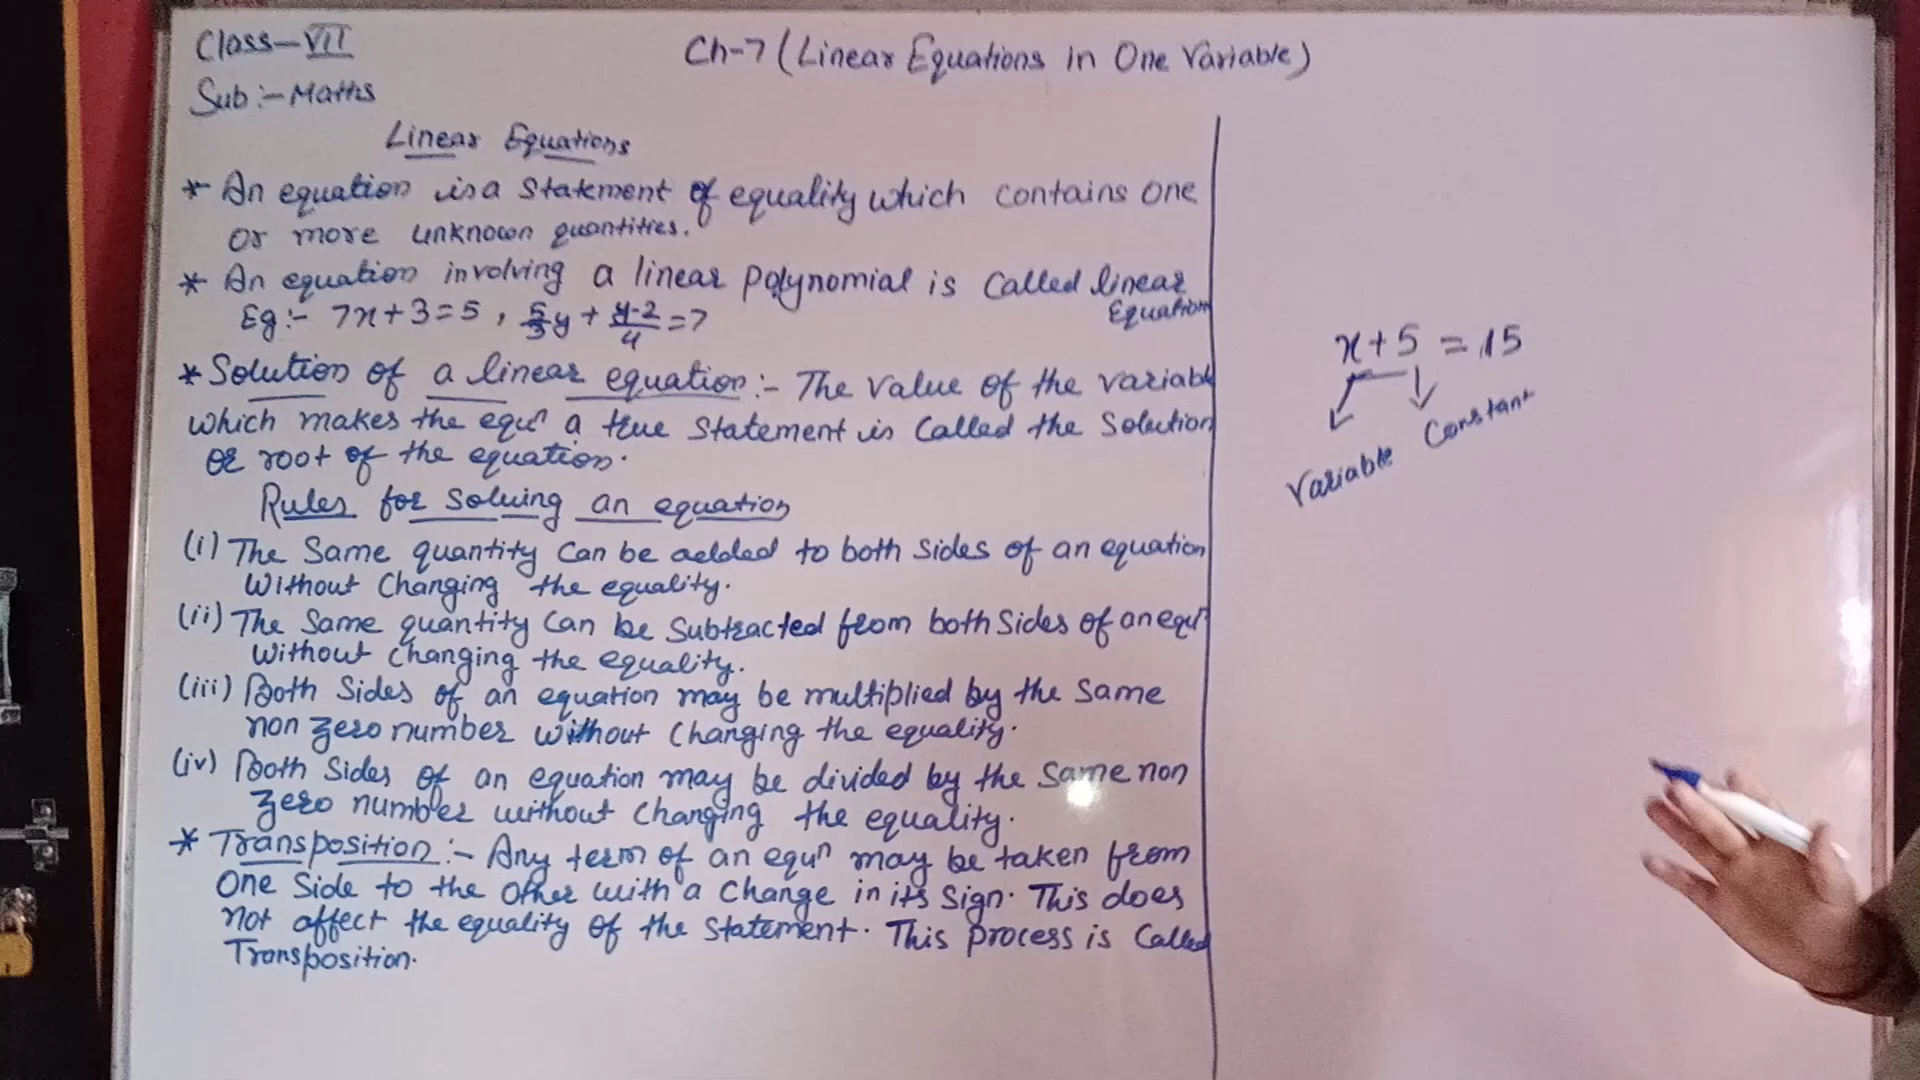 Class-VII
Sub:-Maths
Ch-7 (Linear Equations in One Variable)
Linear Equations
* An equation is a statement of equality which contains one
or more unknown quantities.
* An equation involving a linear polynomial is called linear
Equation
Eg:- 7x+3=5, 5/3y + y-2/4 = 7
* Solution of a linear equation:- The value of the variable
which makes the equⁿ a true statement is called the solution
or root of the equation.
Rules for solving an equation
(i) The same quantity can be added to both sides of an equation
without changing the equality.
(ii) The same quantity can be subtracted from both sides of an equⁿ
without changing the equality.
(iii) Both sides of an equation may be multiplied by the same
non zero number without changing the equality.
(iv) Both sides of an equation may be divided by the same non
zero number without changing the equality.
* Transposition:- Any term of an equⁿ may be taken from
one side to the other with a change in its sign. This does
not affect the equality of the statement. This process is called
Transposition.
x+5 = 15
Variable Constant